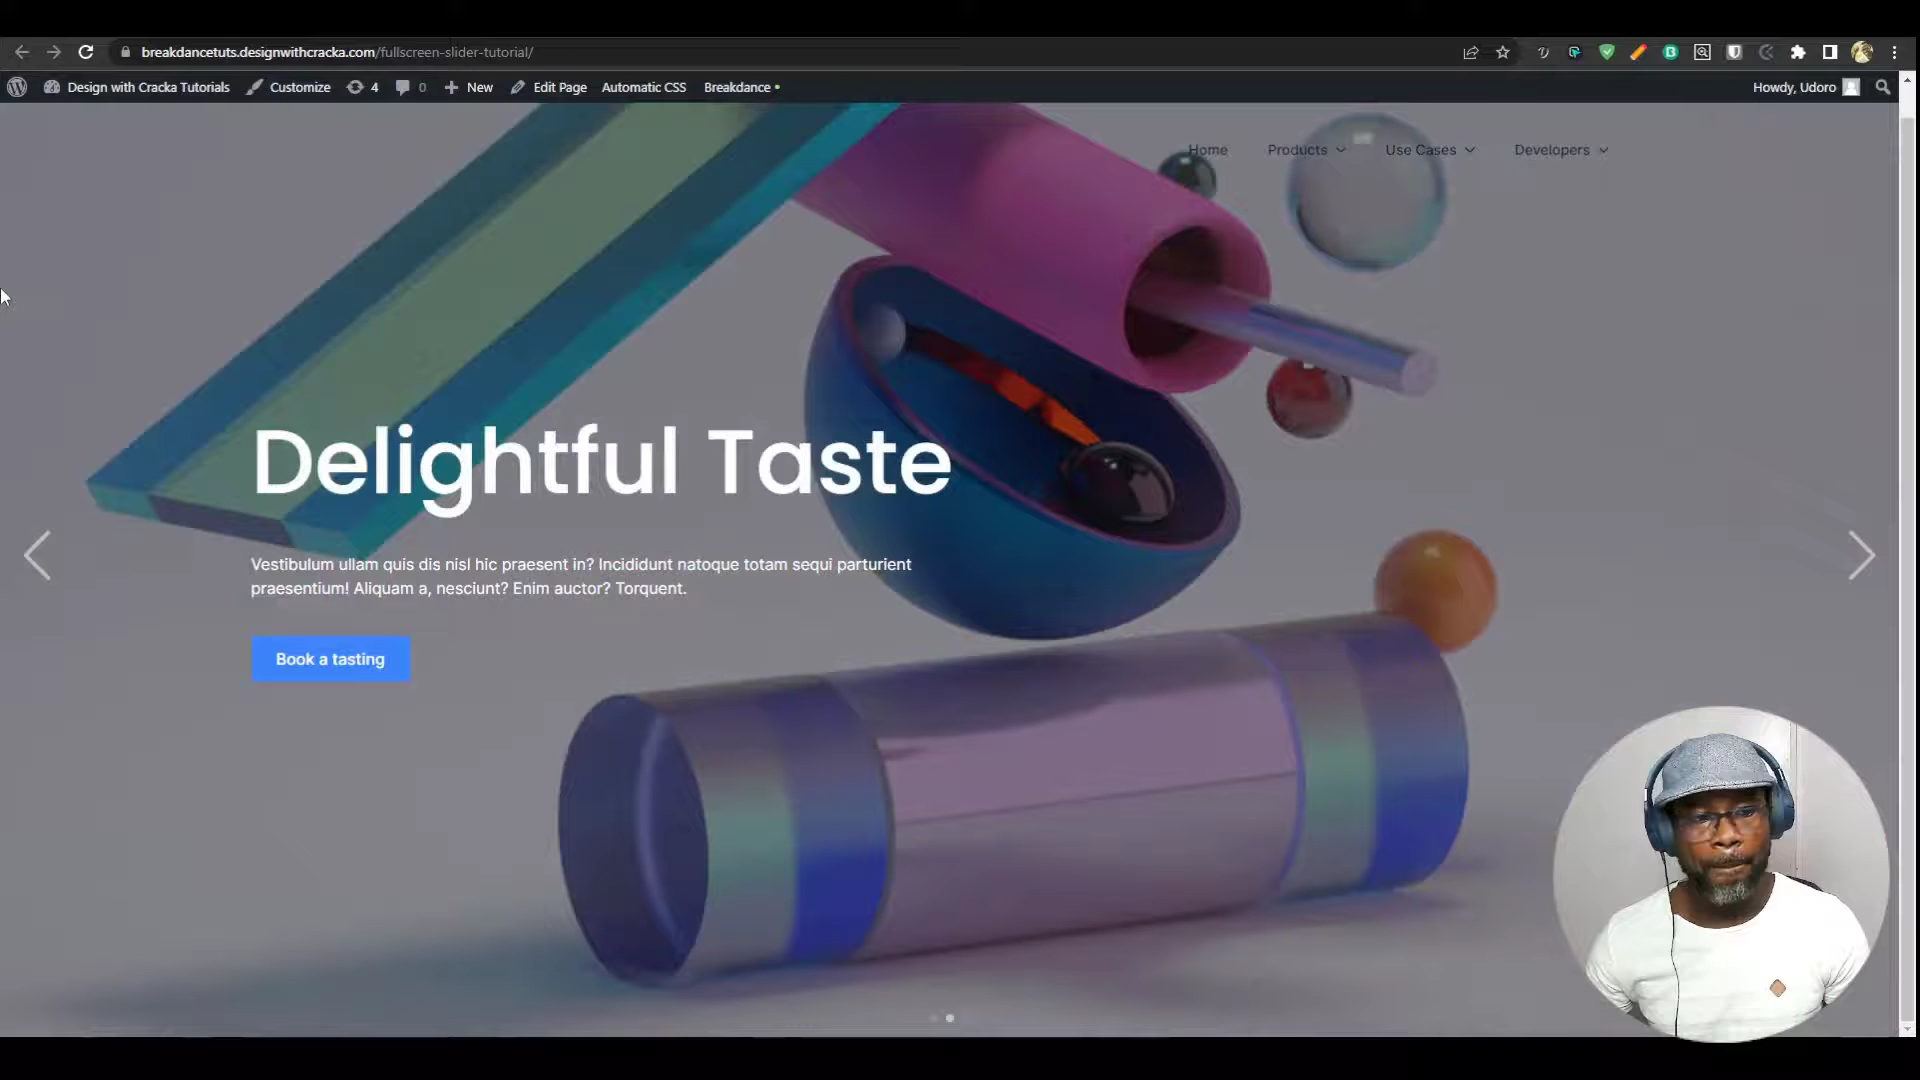 breakdancetuts.designwithcracka.com/fullscreen-slider-tutorial/
Design with Cracka Tutorials Customize 4 0 New Edit Page Automatic CSS Breakdance Howdy, Udoro
Home Products Use Cases Developers
Delightful Taste
Vestibulum ullam quis dis nisl hic praesent in? Incididunt natoque totam sequi parturient
praesentium! Aliquam a, nesciunt? Enim auctor? Torquent.
Book a tasting